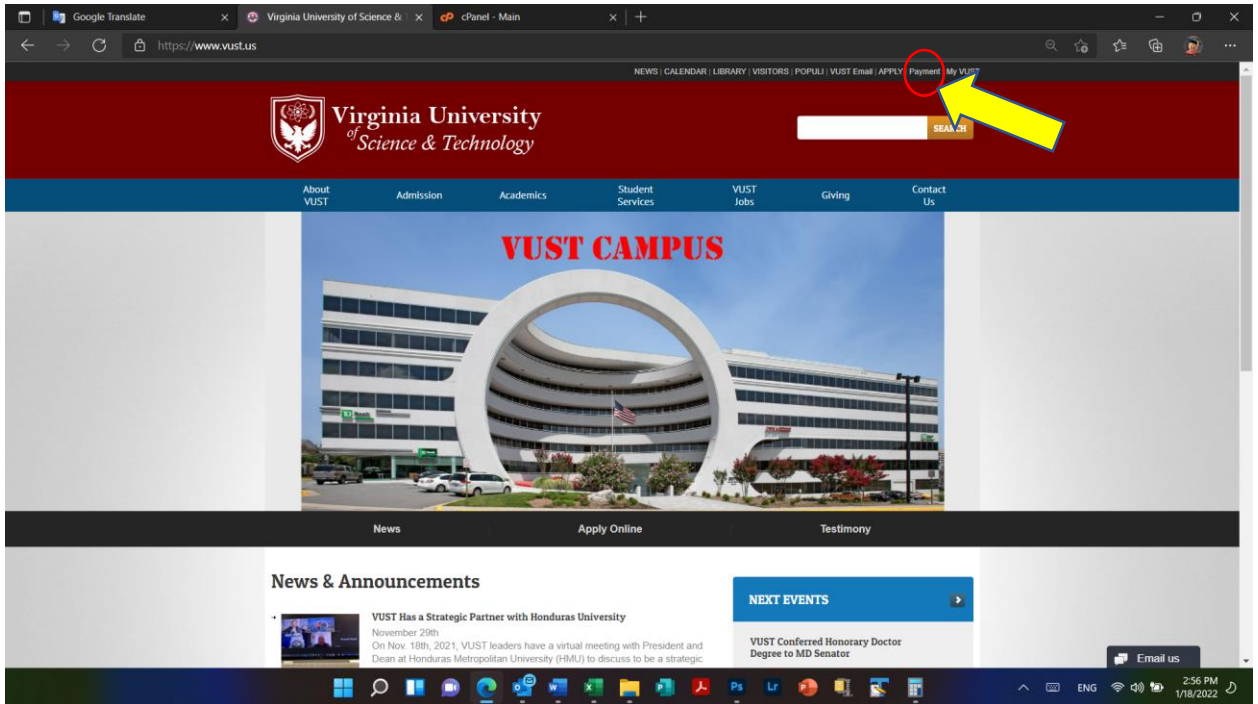 Google Translate
Virginia University of Science &
cPanel - Main
https://www.vust.us
NEWS | CALENDAR | LIBRARY | VISITORS | POPULI | VUST Email | APPLY | Payment | My VUST
Virginia University
of Science & Technology
SEARCH
About VUST
Admission
Academics
Student Services
VUST Jobs
Giving
Contact Us
VUST CAMPUS
Bank
News
Apply Online
Testimony
News & Announcements
NEXT EVENTS
VUST Has a Strategic Partner with Honduras University
November 29th
On Nov. 18th, 2021, VUST leaders have a virtual meeting with President and
Dean at Honduras Metropolitan University (HMU) to discuss to be a strategic
VUST Conferred Honorary Doctor
Degree to MD Senator
Email us
ENG
2:56 PM
1/18/2022